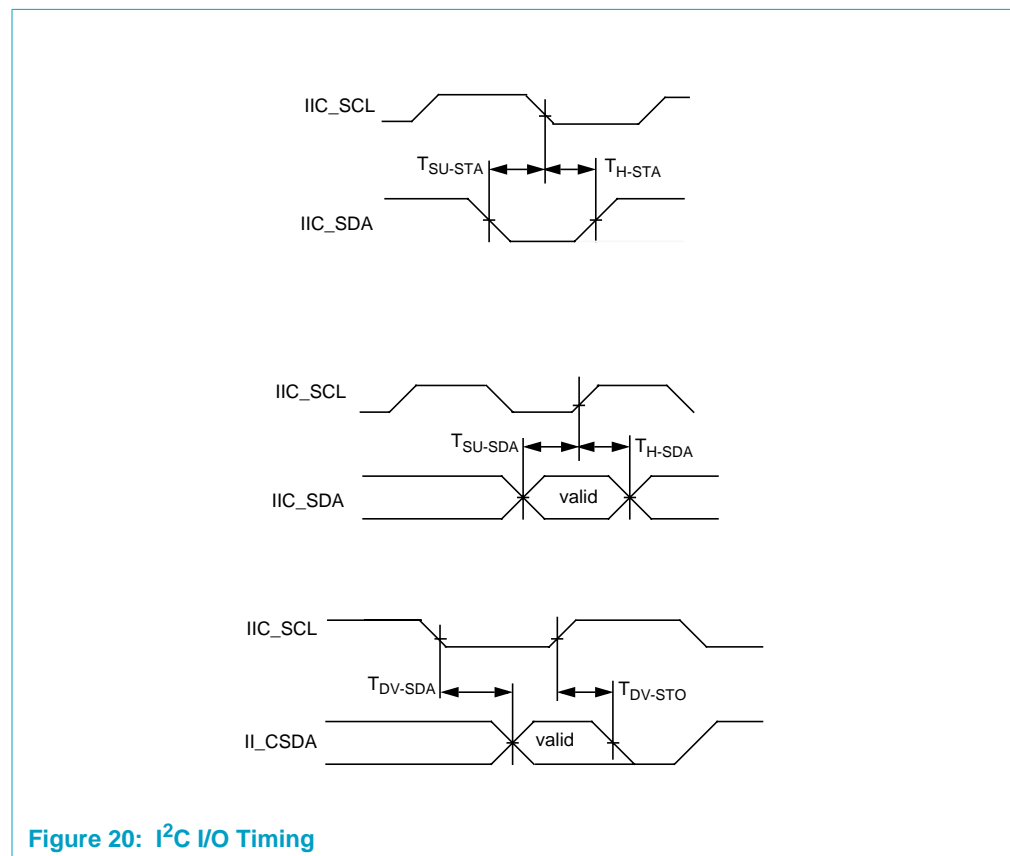 IIC_SCL
TSU-STA TH-STA
IIC_SDA
IIC_SCL
TSU-SDA TH-SDA
IIC_SDA valid
IIC_SCL
TDV-SDA TDV-STO
II_CSDA valid
Figure 20: I2C I/O Timing